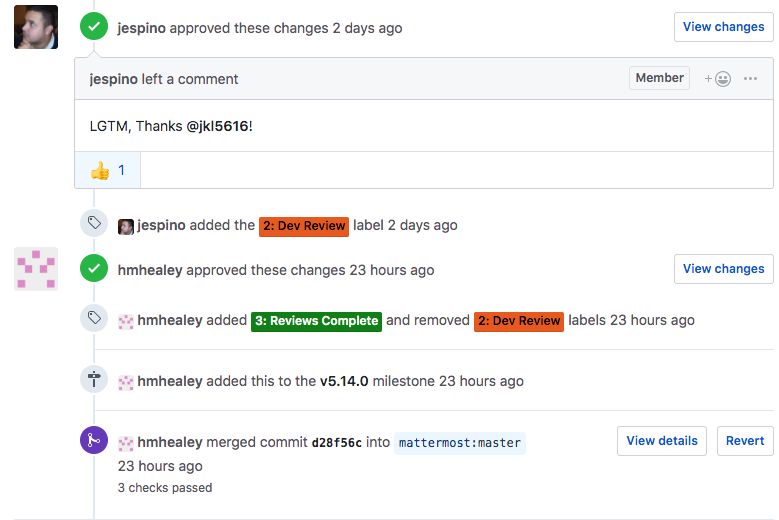 jespino approved these changes 2 days ago
View changes
jespino left a comment
Member
LGTM, Thanks @jkl5616!
1
jespino added the 2: Dev Review label 2 days ago
hmhealey approved these changes 23 hours ago
View changes
hmhealey added 3: Reviews Complete and removed 2: Dev Review labels 23 hours ago
hmhealey added this to the v5.14.0 milestone 23 hours ago
hmhealey merged commit d28f56c into mattermost:master
View details
Revert
23 hours ago
3 checks passed